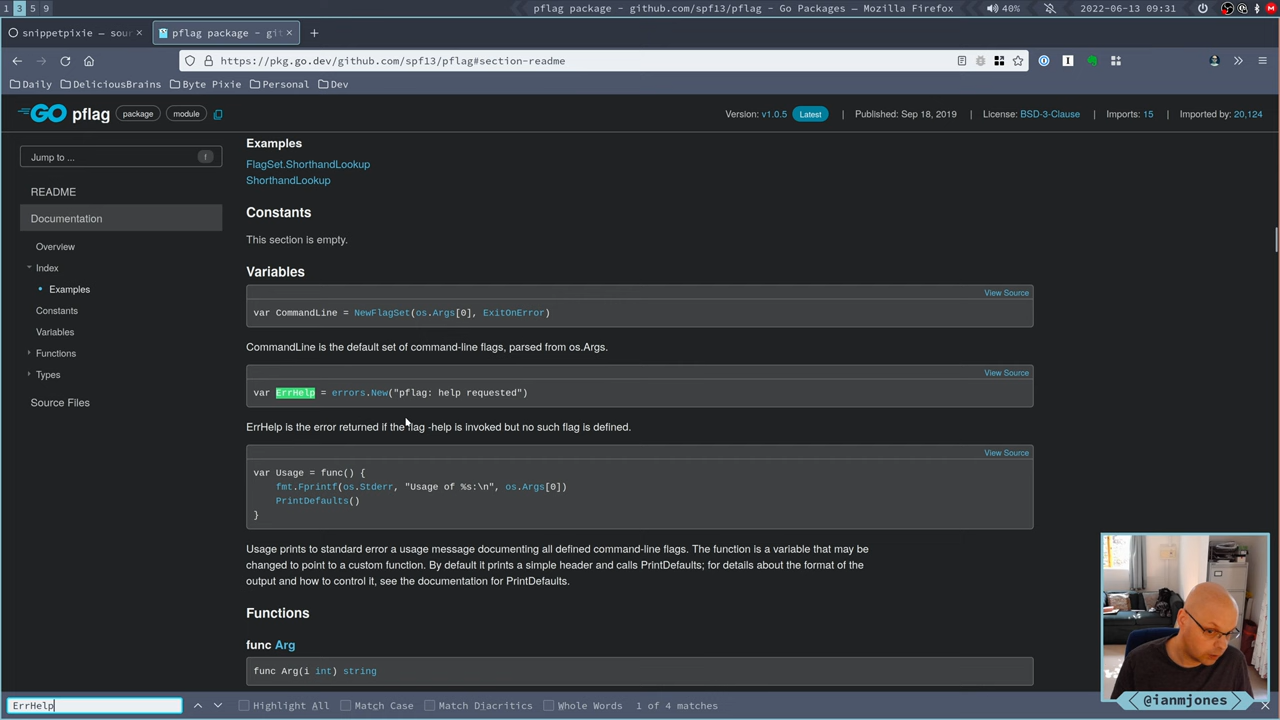 1 3 5 9
pflag package - github.com/spf13/pflag - Go Packages — Mozilla Firefox
40%
2022-06-13 09:31
snippetpixie — sour
pflag package - git
https://pkg.go.dev/github.com/spf13/pflag#section-readme
Daily
DeliciousBrains
Byte Pixie
Personal
Dev
GO pflag
package
module
Version: v1.0.5
Latest
| Published: Sep 18, 2019
| License: BSD-3-Clause
| Imports: 15
| Imported by: 20,124
Jump to ...
f
README
Documentation
Overview
Index
Examples
Constants
Variables
Functions
Types
Source Files
Examples
FlagSet.ShorthandLookup
ShorthandLookup
Constants
This section is empty.
Variables
View Source
var CommandLine = NewFlagSet(os.Args[0], ExitOnError)
CommandLine is the default set of command-line flags, parsed from os.Args.
View Source
var ErrHelp = errors.New("pflag: help requested")
ErrHelp is the error returned if the flag -help is invoked but no such flag is defined.
View Source
var Usage = func() {
fmt.Fprintf(os.Stderr, "Usage of %s:\n", os.Args[0])
PrintDefaults()
}
Usage prints to standard error a usage message documenting all defined command-line flags. The function is a variable that may be
changed to point to a custom function. By default it prints a simple header and calls PrintDefaults; for details about the format of the
output and how to control it, see the documentation for PrintDefaults.
Functions
func Arg
func Arg(i int) string
@ianmjones
ErrHelp
Highlight All
Match Case
Match Diacritics
Whole Words
1 of 4 matches